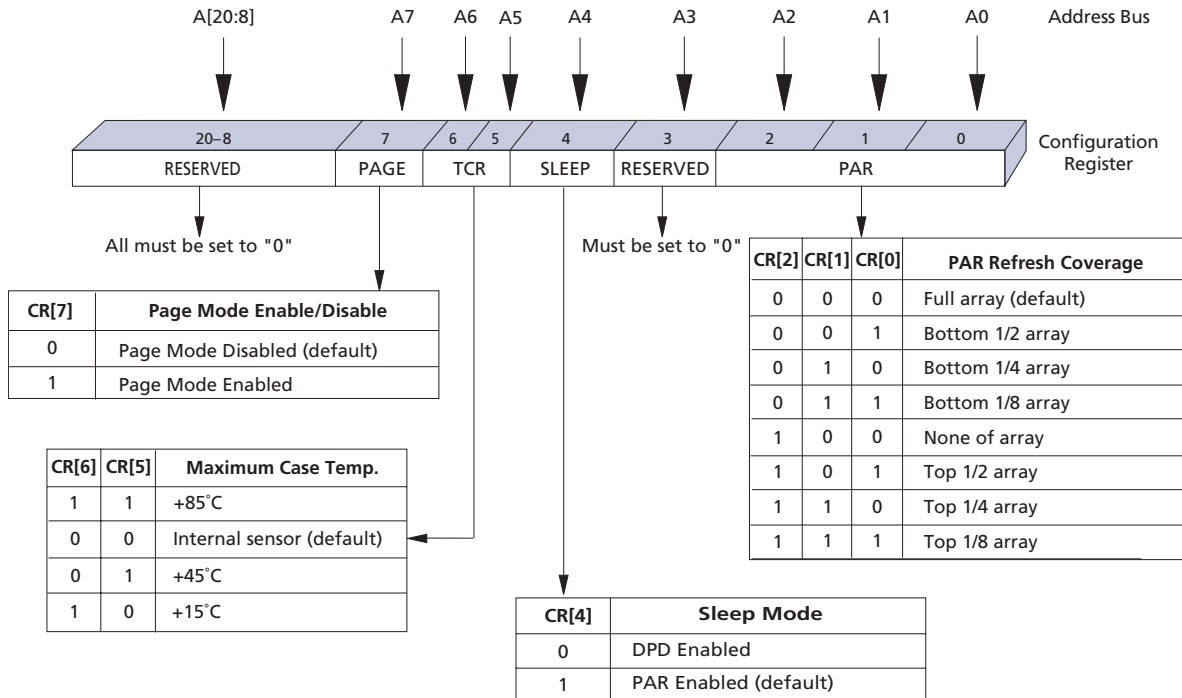 A[20:8] A7 A6 A5 A4 A3 A2 A1 A0 Address Bus
20–8 7 6 5 4 3 2 1 0
Configuration
Register
RESERVED PAGE TCR SLEEP RESERVED PAR
All must be set to "0"
Must be set to "0"
CR[2] CR[1] CR[0] PAR Refresh Coverage
0 0 0 Full array (default)
0 0 1 Bottom 1/2 array
0 1 0 Bottom 1/4 array
0 1 1 Bottom 1/8 array
1 0 0 None of array
1 0 1 Top 1/2 array
1 1 0 Top 1/4 array
1 1 1 Top 1/8 array
CR[7] Page Mode Enable/Disable
0 Page Mode Disabled (default)
1 Page Mode Enabled
CR[6] CR[5] Maximum Case Temp.
1 1 +85˚C
0 0 Internal sensor (default)
0 1 +45˚C
1 0 +15˚C
CR[4] Sleep Mode
0 DPD Enabled
1 PAR Enabled (default)